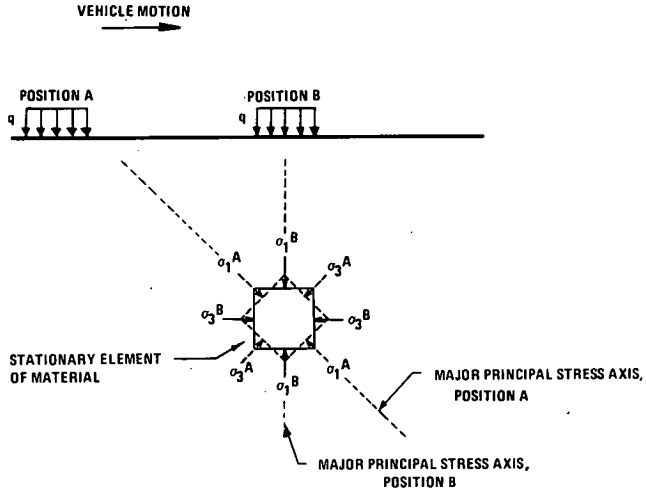 VEHICLE MOTION
POSITION A
POSITION B
q
q
σ₁ᴮ
σ₁ᴬ
σ₃ᴬ
σ₃ᴮ
σ₃ᴮ
STATIONARY ELEMENT
OF MATERIAL
σ₃ᴬ
σ₁ᴮ
σ₁ᴬ
MAJOR PRINCIPAL STRESS AXIS,
POSITION A
MAJOR PRINCIPAL STRESS AXIS,
POSITION B